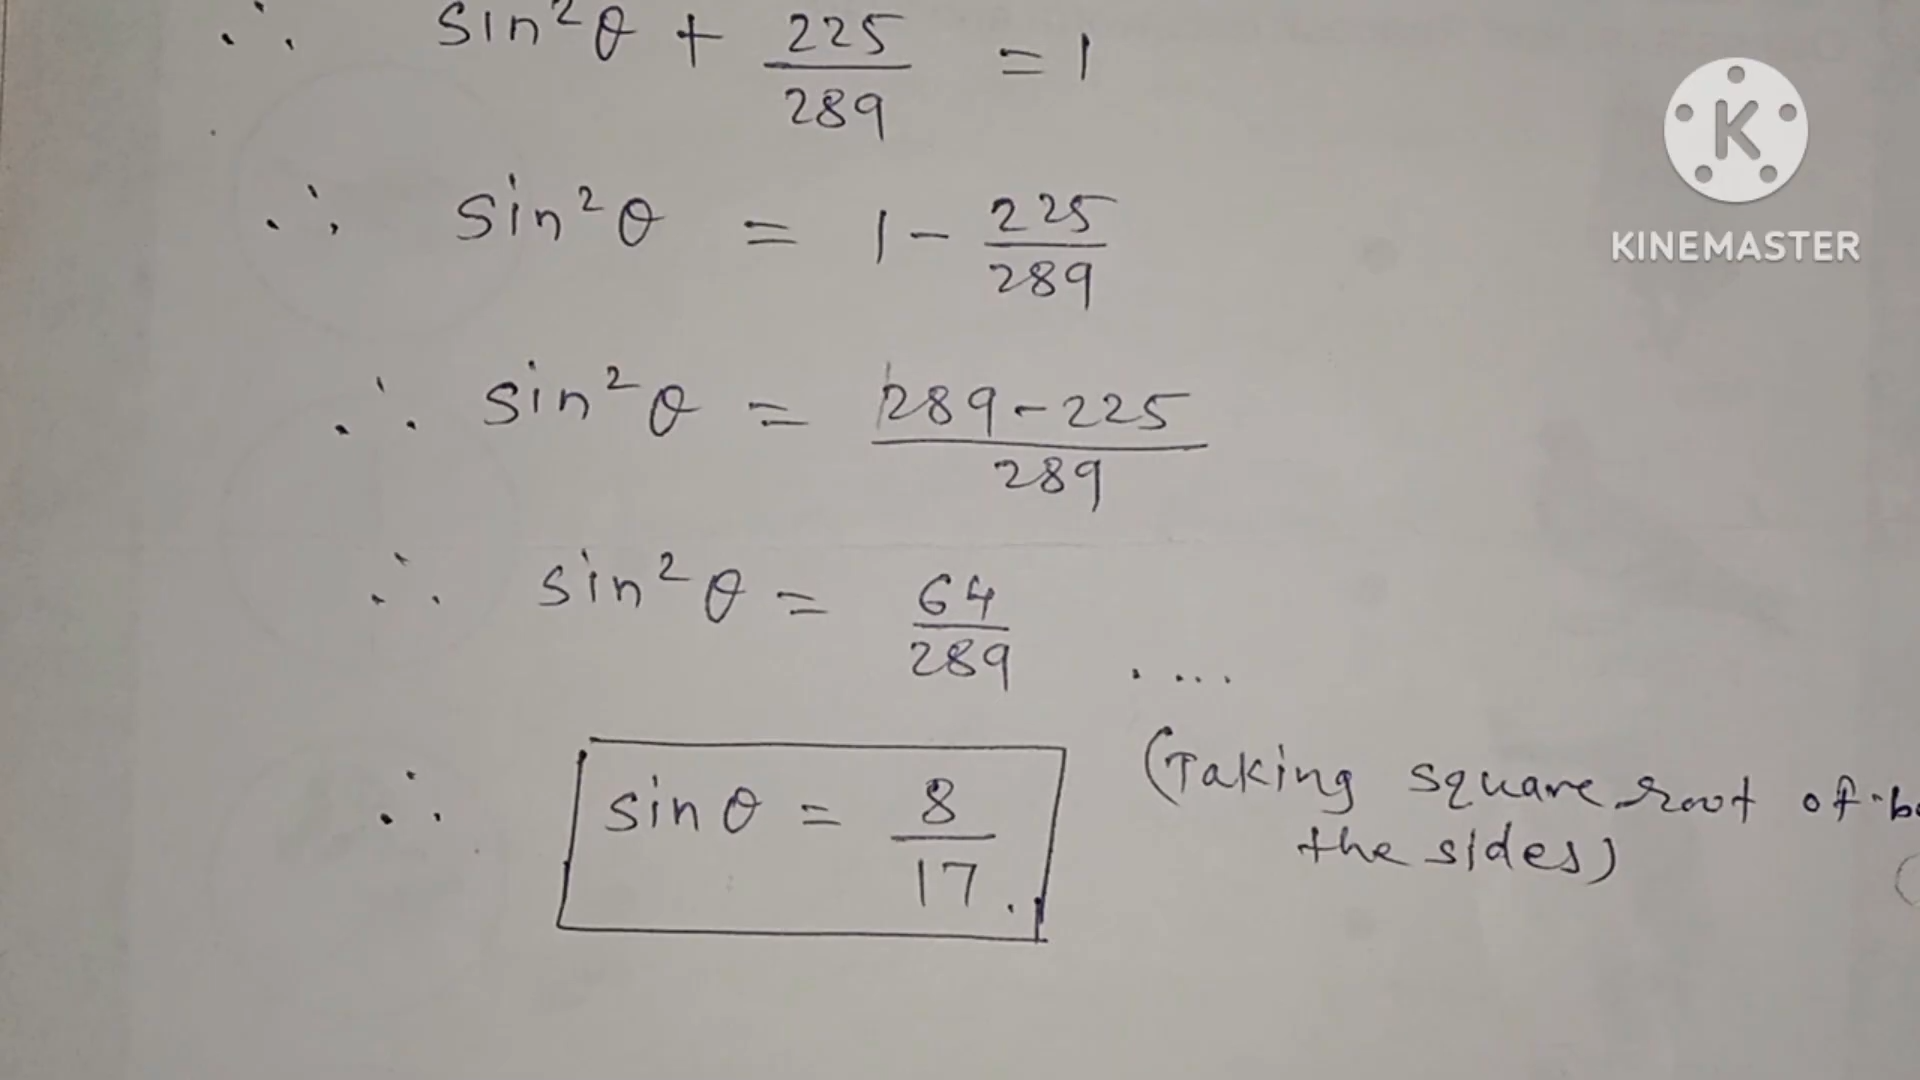 ∴ sin²θ + 225/289 = 1
∴ sin²θ = 1 - 225/289
∴ sin²θ = 289-225/289
∴ sin²θ = 64/289 ....
∴ sinθ = 8/17.
(Taking square root of
the sides)
K
KINEMASTER